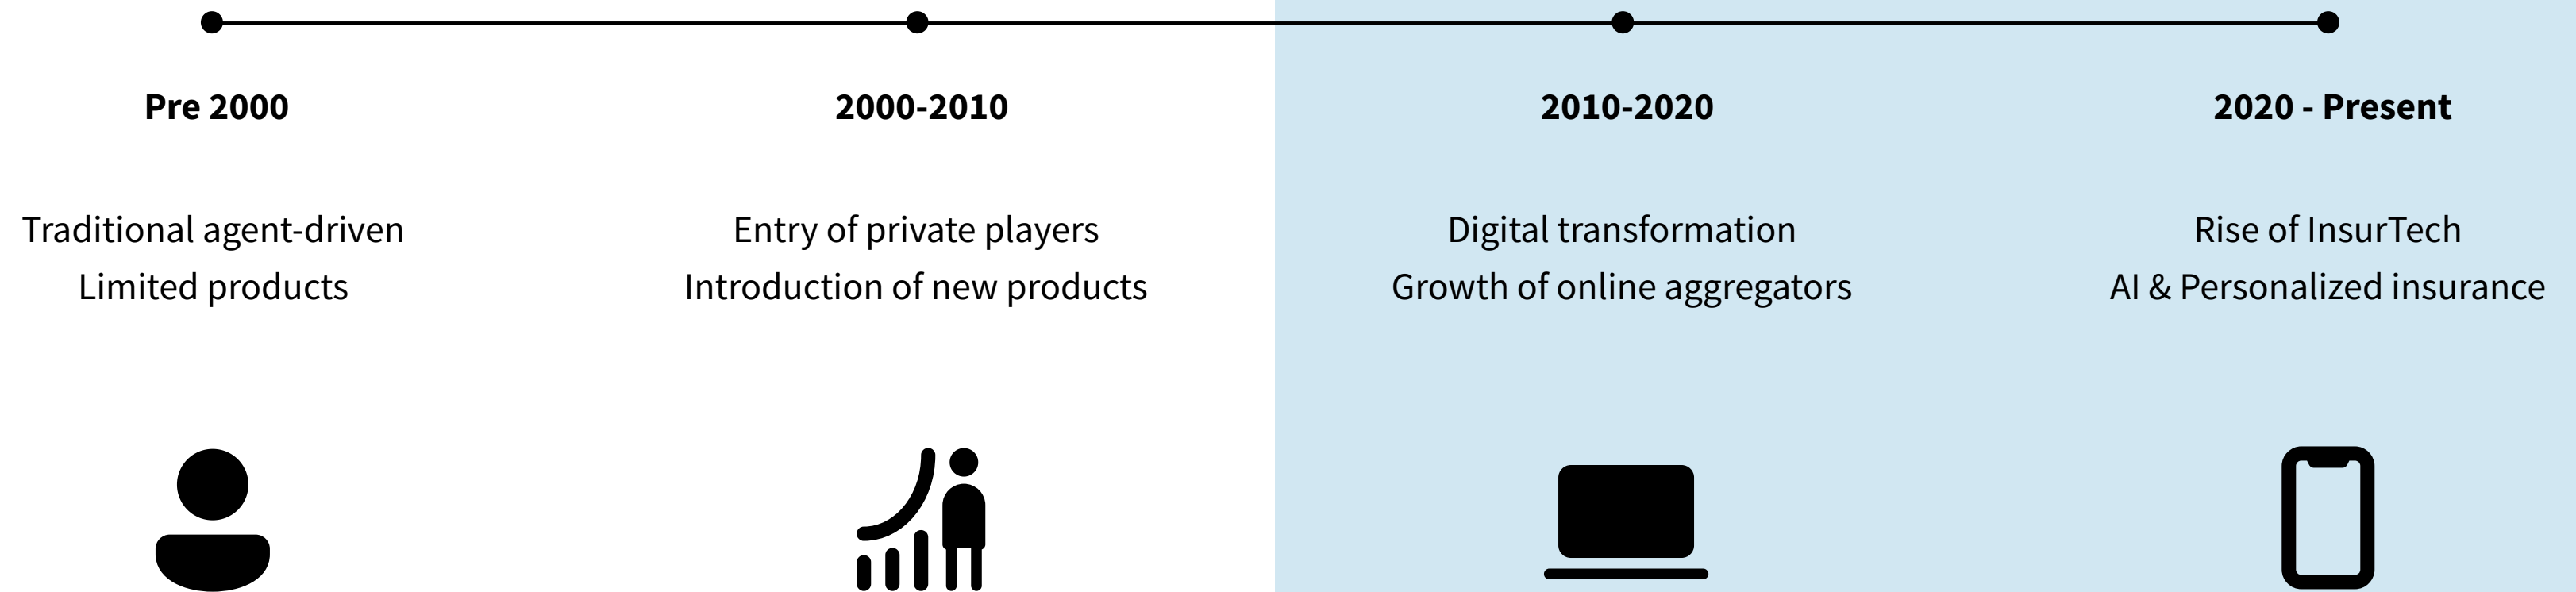 Pre 2000
Traditional agent-driven
Limited products
2000-2010
Entry of private players
Introduction of new products
2010-2020
Digital transformation
Growth of online aggregators
2020 - Present
Rise of InsurTech
AI & Personalized insurance